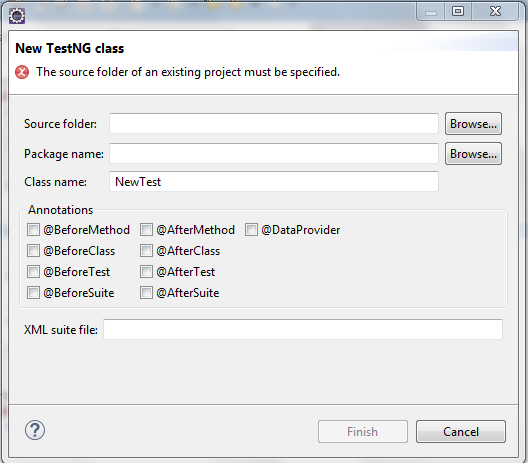 New TestNG class
The source folder of an existing project must be specified.
Source folder:
Browse...
Package name:
Browse...
Class name: NewTest
Annotations
@BeforeMethod @AfterMethod @DataProvider
@BeforeClass @AfterClass
@BeforeTest @AfterTest
@BeforeSuite @AfterSuite
XML suite file:
? Finish Cancel